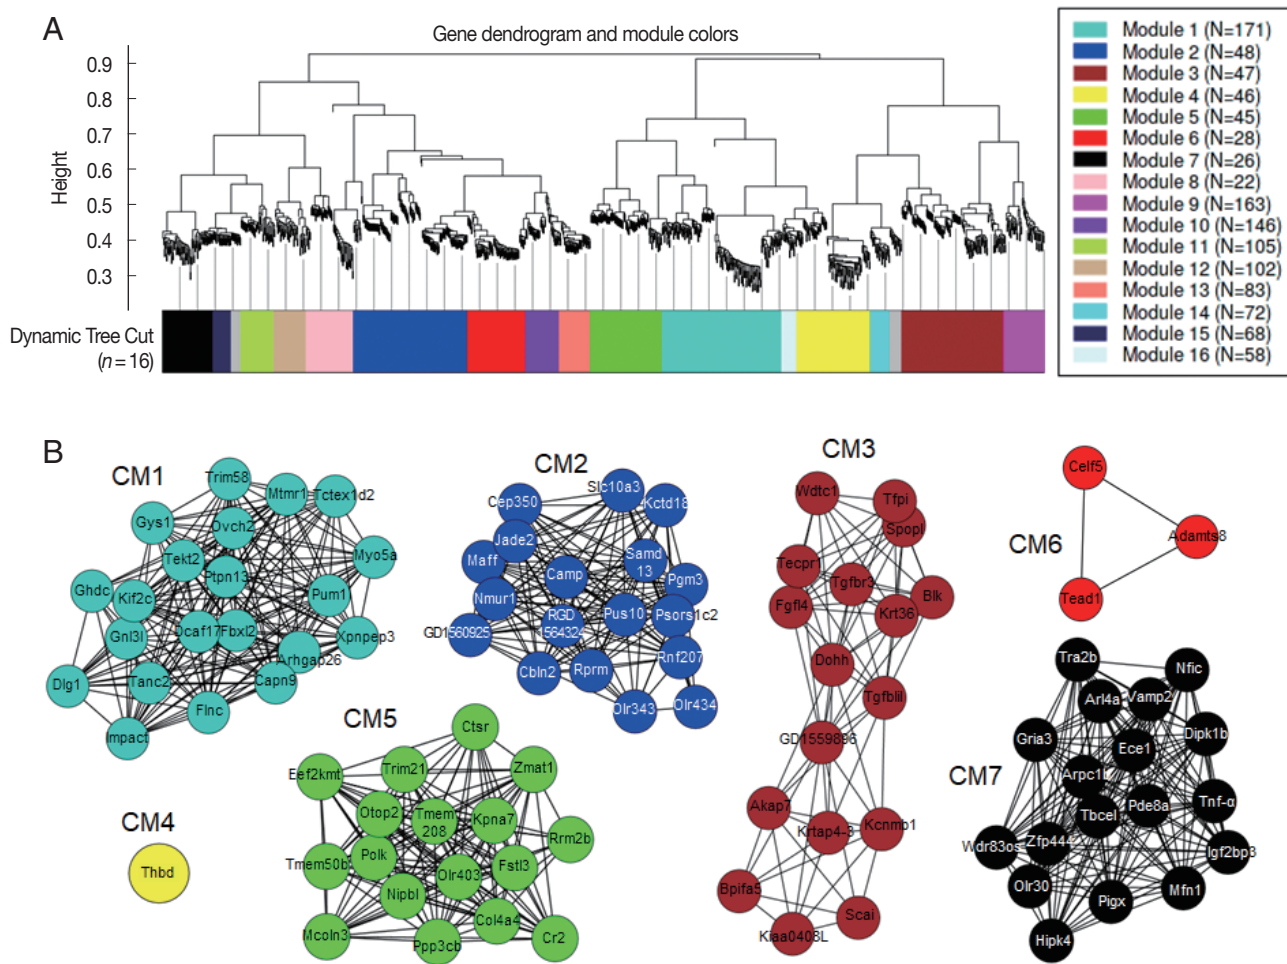 A
Gene dendrogram and module colors
Height
0.9
0.8
0.7
0.6
0.5
0.4
0.3
Dynamic Tree Cut
(n = 16)
Module 1 (N=171)
Module 2 (N=48)
Module 3 (N=47)
Module 4 (N=46)
Module 5 (N=45)
Module 6 (N=28)
Module 7 (N=26)
Module 8 (N=22)
Module 9 (N=163)
Module 10 (N=146)
Module 11 (N=105)
Module 12 (N=102)
Module 13 (N=83)
Module 14 (N=72)
Module 15 (N=68)
Module 16 (N=58)
B
CM1
Trim58
Mtmr1
Tctex1d2
Gys1
Ovch2
Myo5a
Tekt2
Ptpn13
Ghdc
Kif2c
Pum1
Gnl3l
Dcaf17
Fbxl2
Xpnpep3
Arhgap26
Dlg1
Tanc2
Capn9
Flnc
Impact
CM2
Slc10a3
Cep350
Kctd18
Jade2
Maff
Camp
Samd
13
Pgm3
Nmur1
RGD
1564324
Pus10
Psors1c2
GD1560925
Cbln2
Rprm
Rnf207
Olr343
Olr434
CM3
Wdtc1
Tfpi
Spopl
Tecpr1
Tgfbr3
Blk
Fgfl4
Krt36
Dohh
Tgfblil
GD1559896
Akap7
Krtap4-3
Kcnmb1
Bpifa5
Scai
Kiaa0408L
CM4
Thbd
CM5
Ctsr
Eef2kmt
Trim21
Zmat1
Otop2
Tmem
208
Kpna7
Rrm2b
Tmem50b
Polk
Olr403
Fstl3
Nipbl
Col4a4
Mcoln3
Ppp3cb
Cr2
CM6
Celf5
Adamts8
Tead1
CM7
Tra2b
Nfic
Arl4a
Vamp2
Gria3
Ece1
Dipk1b
Arpc1b
Tbcel
Pde8a
Tnf-α
Wdr83os
Zfp444
Igf2bp3
Olr30
Pigx
Mfn1
Hipk4